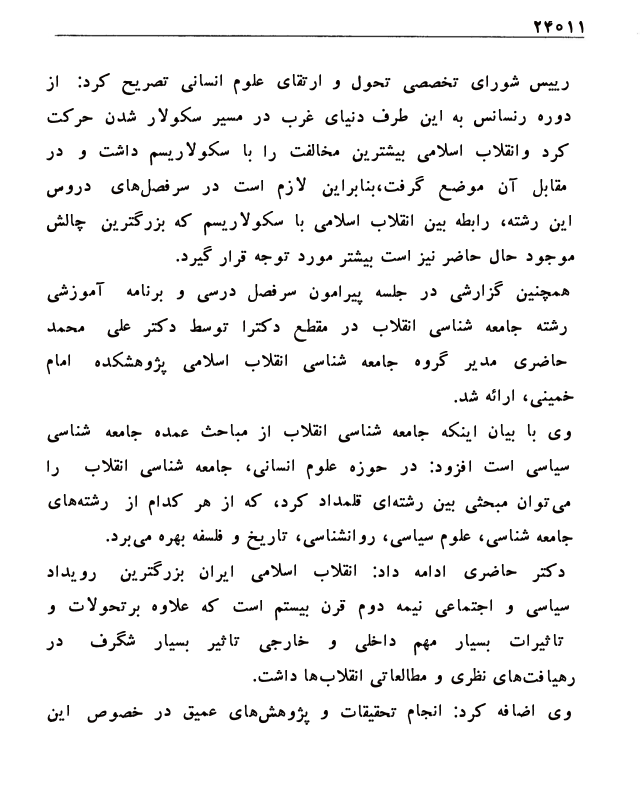 ۲۴۰۱۱
رییس شورای تخصصی تحول و ارتقای علوم انسانی تصریح کرد: از
دوره رنسانس به این طرف دنیای غرب در مسیر سکولار شدن حرکت
کرد وانقلاب اسلامی بیشترین مخالفت را با سکولاریسم داشت و در
مقابل آن موضع گرفت،بنابراین لازم است در سرفصل‌های دروس
این رشته، رابطه بین انقلاب اسلامی با سکولاریسم که بزرگترین چالش
موجود حال حاضر نیز است بیشتر مورد توجه قرار گیرد.
همچنین گزارشی در جلسه پیرامون سرفصل درسی و برنامه آموزشی
رشته جامعه شناسی انقلاب در مقطع دکترا توسط دکتر علی محمد
حاضری مدیر گروه جامعه شناسی انقلاب اسلامی پژوهشکده امام
خمینی، ارائه شد.
وی با بیان اینکه جامعه شناسی انقلاب از مباحث عمده جامعه شناسی
سیاسی است افزود: در حوزه علوم انسانی، جامعه شناسی انقلاب را
می‌توان مبحثی بین رشته‌ای قلمداد کرد، که از هر کدام از رشته‌های
جامعه شناسی، علوم سیاسی، روانشناسی، تاریخ و فلسفه بهره می‌برد.
دکتر حاضری ادامه داد: انقلاب اسلامی ایران بزرگترین رویداد
سیاسی و اجتماعی نیمه دوم قرن بیستم است که علاوه برتحولات و
تاثیرات بسیار مهم داخلی و خارجی تاثیر بسیار شگرف در
رهیافت‌های نظری و مطالعاتی انقلاب‌ها داشت.
وی اضافه کرد: انجام تحقیقات و پژوهش‌های عمیق در خصوص این